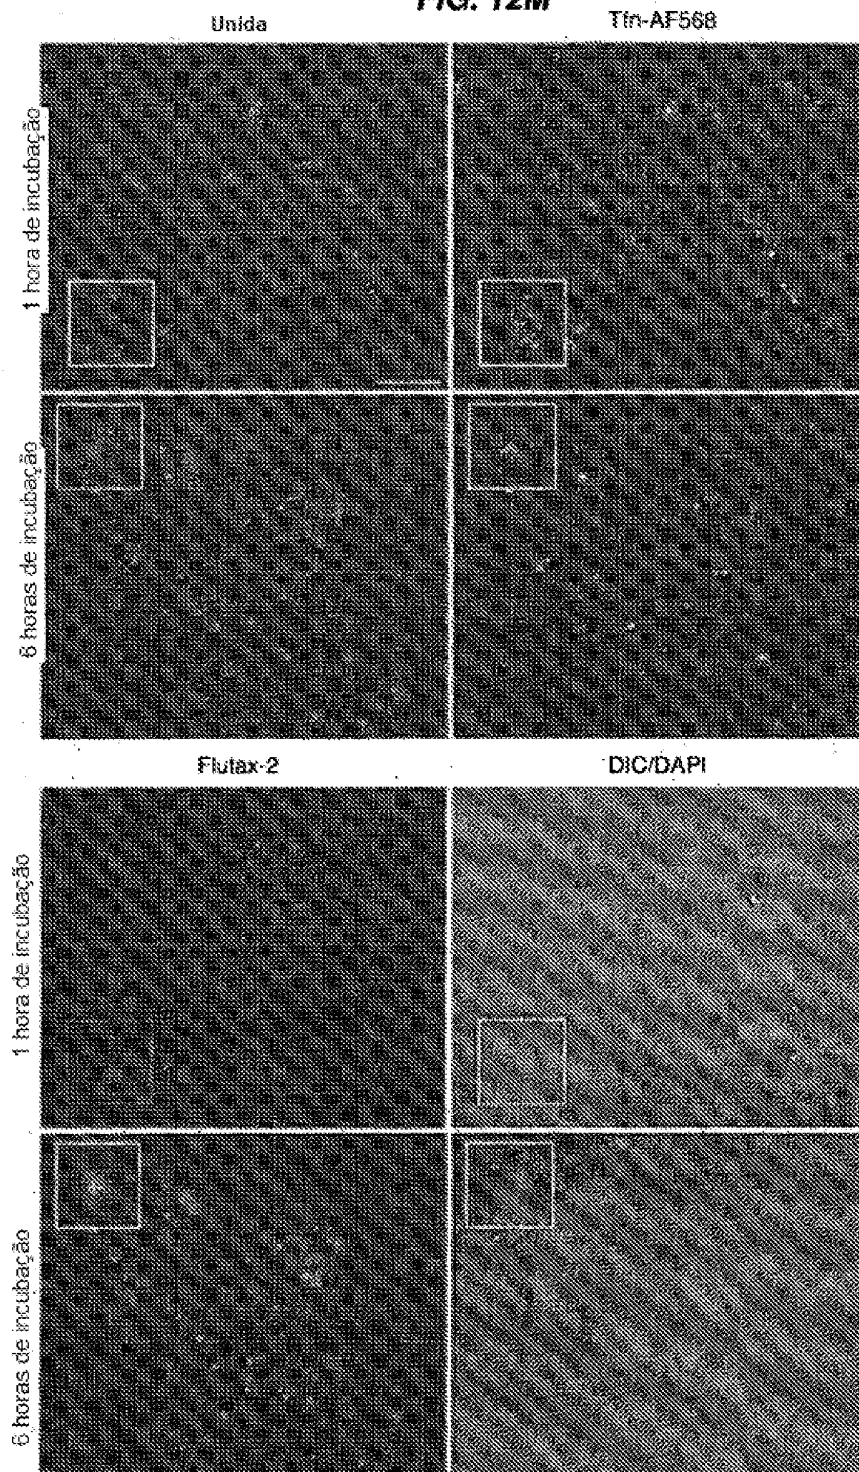 FIG. 12M
Unida
Tfn-AF568
1 hora de incubação
6 horas de incubação
Flutax-2
DIC/DAPI
1 hora de incubação
6 horas de incubação